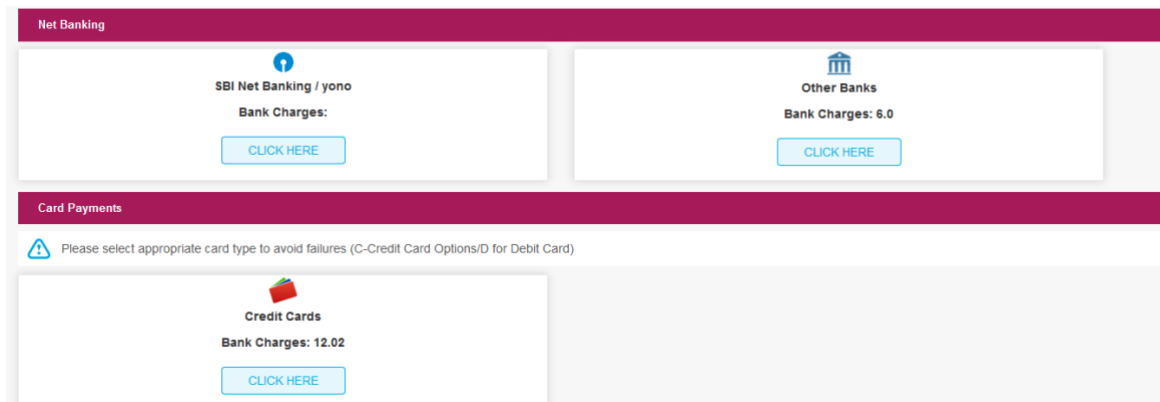 Net Banking
SBI Net Banking / yono
Bank Charges:
CLICK HERE
Other Banks
Bank Charges: 6.0
CLICK HERE
Card Payments
Please select appropriate card type to avoid failures (C-Credit Card Options/D for Debit Card)
Credit Cards
Bank Charges: 12.02
CLICK HERE